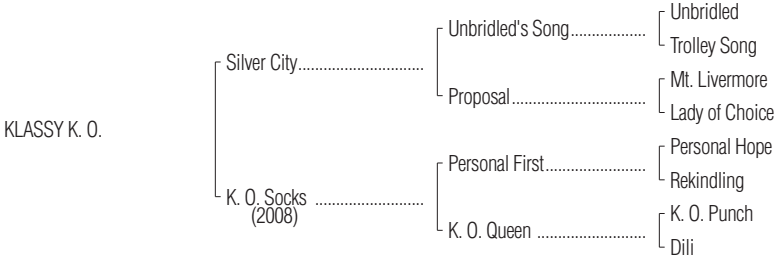 Unbridled
Unbridled's Song..................
Trolley Song
Silver City..............................
Mt. Livermore
Proposal................................
Lady of Choice
KLASSY K. O.
Personal Hope
Personal First........................
Rekindling
K. O. Socks ..........................
(2008)
K. O. Punch
K. O. Queen ..........................
Dili